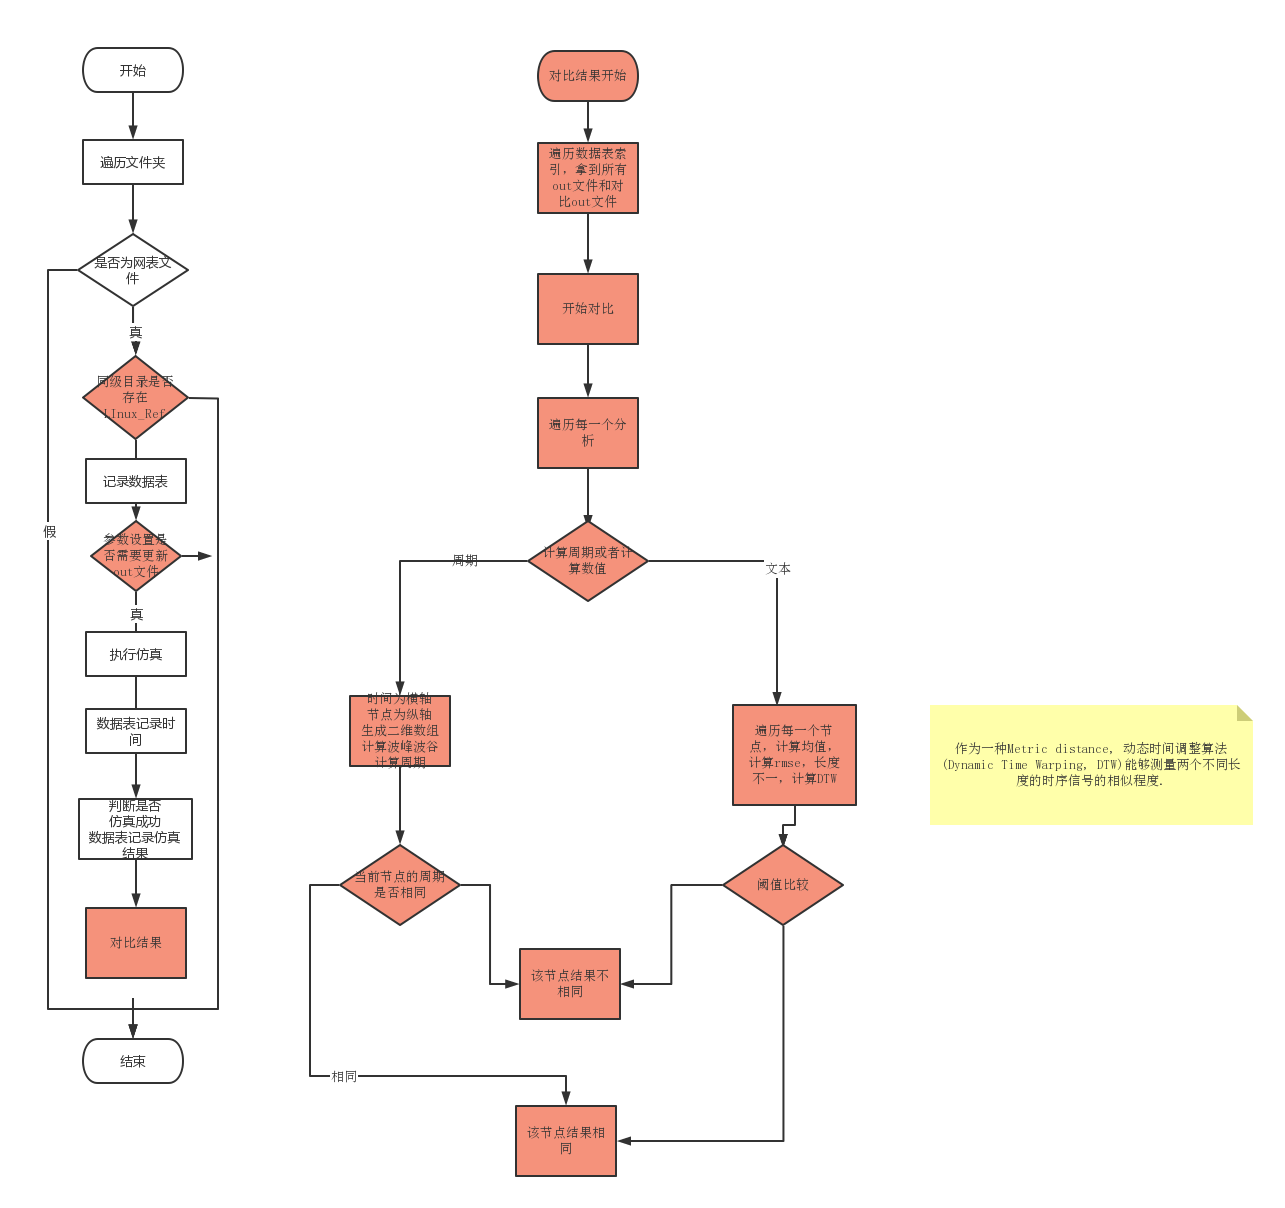 开始
遍历文件夹
是否为网表文
件
真
同级目录是否
存在
LInux_Ref
记录数据表
假
参数设置是
否需要更新
out文件
真
执行仿真
数据表记录时
间
判断是否
仿真成功
数据表记录仿真
结果
对比结果
结束
对比结果开始
遍历数据表索
引，拿到所有
out文件和对
比out文件
开始对比
遍历每一个分
析
计算周期或者计
算数值
周期
文本
时间为横轴
节点为纵轴
生成二维数组
计算波峰波谷
计算周期
遍历每一个节
点，计算均值，
计算rmse，长度
不一，计算DTW
当前节点的周期
是否相同
阈值比较
该节点结果不
相同
相同
该节点结果相
同
作为一种Metric distance, 动态时间调整算法
(Dynamic Time Warping, DTW)能够测量两个不同长
度的时序信号的相似程度.